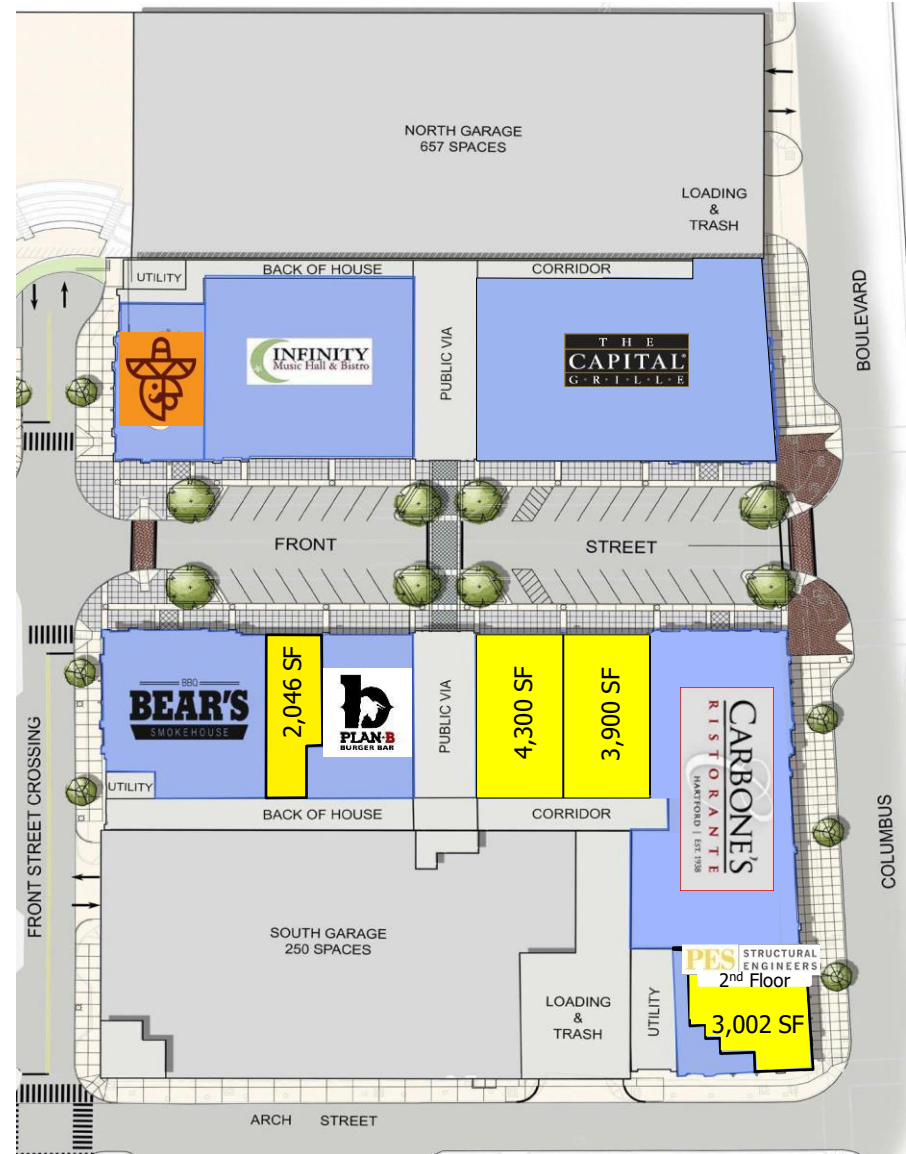 NORTH GARAGE
657 SPACES
LOADING
&
TRASH
UTILITY
BACK OF HOUSE
CORRIDOR
BOULEVARD
INFINITY
Music Hall & Bistro
PUBLIC VIA
THE
CAPITAL
G·R·I·L·L·E
FRONT
STREET
BBQ
BEAR'S
SMOKEHOUSE
2,046 SF
b
PLAN·B
BURGER BAR
PUBLIC VIA
4,300 SF
3,900 SF
CARBONE'S
RISTORANTE
HARTFORD | EST. 1938
UTILITY
BACK OF HOUSE
CORRIDOR
FRONT STREET CROSSING
COLUMBUS
SOUTH GARAGE
250 SPACES
LOADING
&
TRASH
UTILITY
PES STRUCTURAL
ENGINEERS
2nd Floor
3,002 SF
ARCH STREET